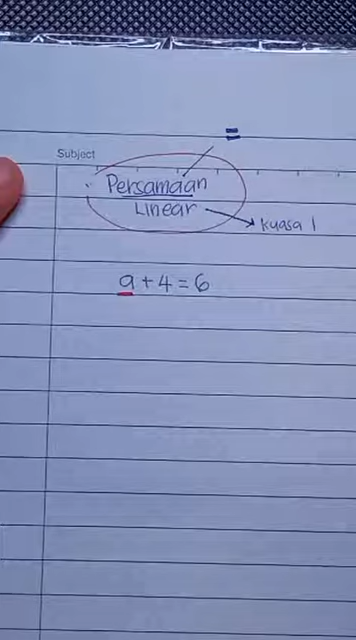 =
Subject
Persamaan
Linear
Kuasa 1
a + 4 = 6